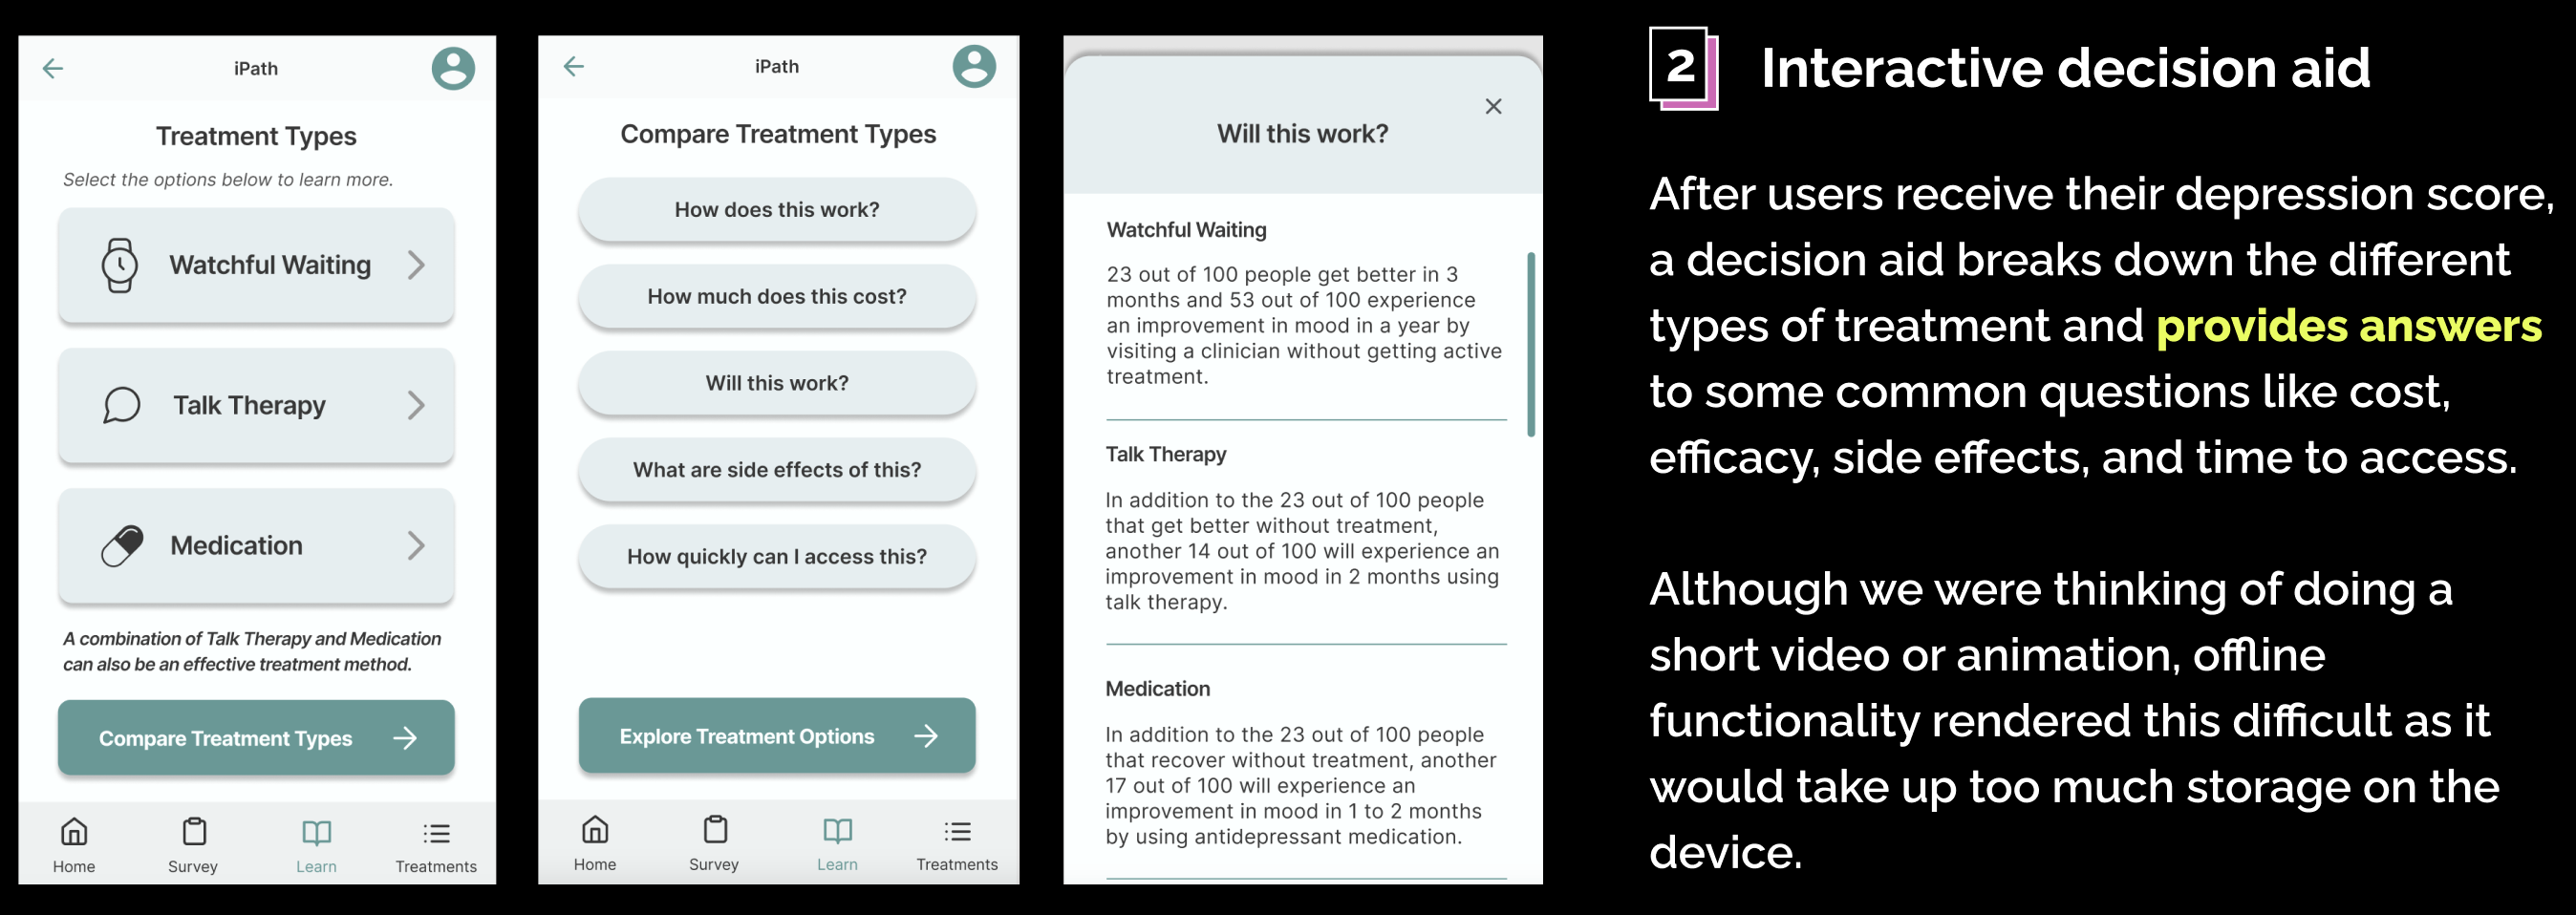 iPath
Treatment Types
Select the options below to learn more.
Watchful Waiting
Talk Therapy
Medication
A combination of Talk Therapy and Medication
can also be an effective treatment method.
Compare Treatment Types
Home
Survey
Learn
Treatments
iPath
Compare Treatment Types
How does this work?
How much does this cost?
Will this work?
What are side effects of this?
How quickly can I access this?
Explore Treatment Options
Home
Survey
Learn
Treatments
Will this work?
Watchful Waiting
23 out of 100 people get better in 3
months and 53 out of 100 experience
an improvement in mood in a year by
visiting a clinician without getting active
treatment.
Talk Therapy
In addition to the 23 out of 100 people
that get better without treatment,
another 14 out of 100 will experience an
improvement in mood in 2 months using
talk therapy.
Medication
In addition to the 23 out of 100 people
that recover without treatment, another
17 out of 100 will experience an
improvement in mood in 1 to 2 months
by using antidepressant medication.
2
Interactive decision aid
After users receive their depression score,
a decision aid breaks down the different
types of treatment and provides answers
to some common questions like cost,
efficacy, side effects, and time to access.
Although we were thinking of doing a
short video or animation, offline
functionality rendered this difficult as it
would take up too much storage on the
device.